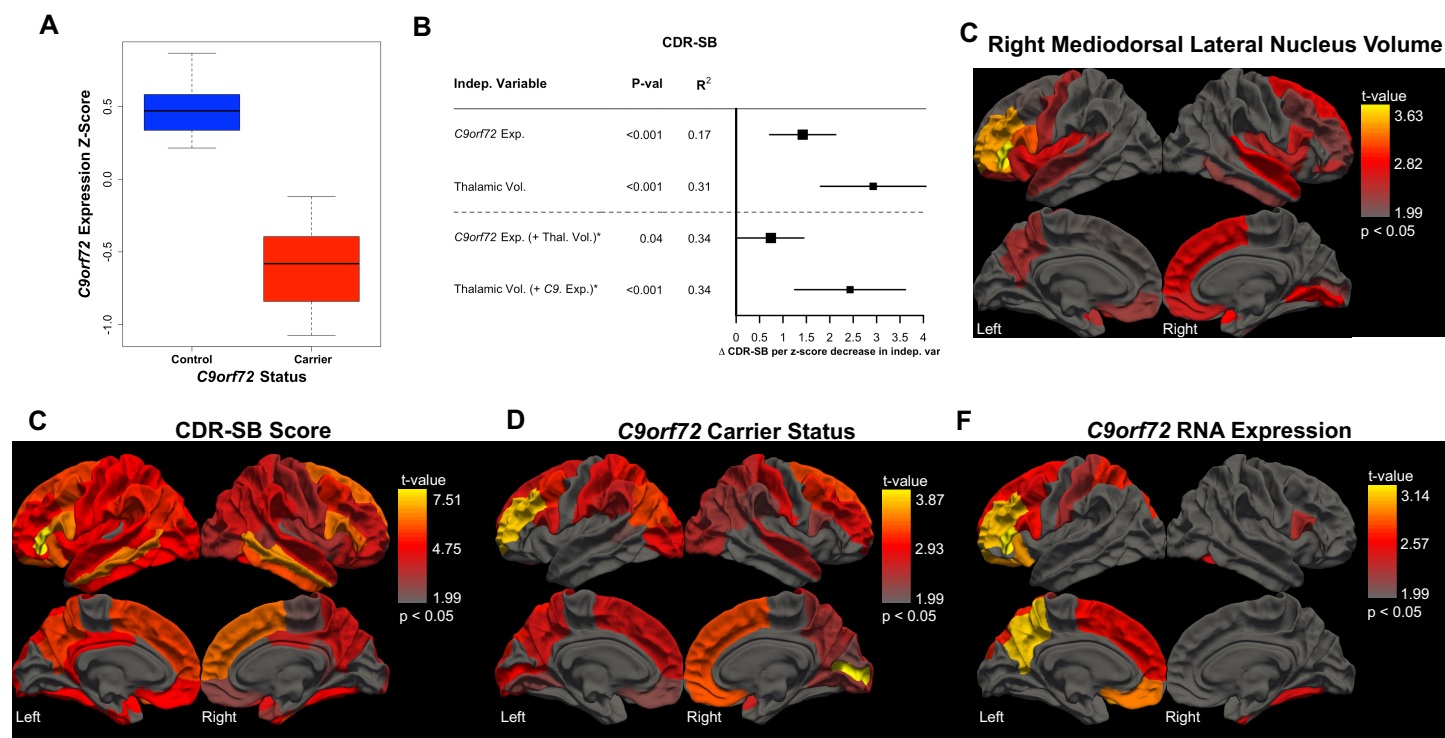 A
C9orf72 Expression Z-Score
0.5
0.0
-0.5
-1.0
Control
Carrier
C9orf72 Status
B
CDR-SB
Indep. Variable P-val R²
C9orf72 Exp. <0.001 0.17
Thalamic Vol. <0.001 0.31
C9orf72 Exp. (+ Thal. Vol.)* 0.04 0.34
Thalamic Vol. (+ C9. Exp.)* <0.001 0.34
0 0.5 1 1.5 2 2.5 3 3.5 4
Δ CDR-SB per z-score decrease in indep. var
C
Right Mediodorsal Lateral Nucleus Volume
t-value
3.63
2.82
1.99
p < 0.05
Left
Right
C
CDR-SB Score
t-value
7.51
4.75
1.99
p < 0.05
Left
Right
D
C9orf72 Carrier Status
t-value
3.87
2.93
1.99
p < 0.05
Left
Right
F
C9orf72 RNA Expression
t-value
3.14
2.57
1.99
p < 0.05
Left
Right